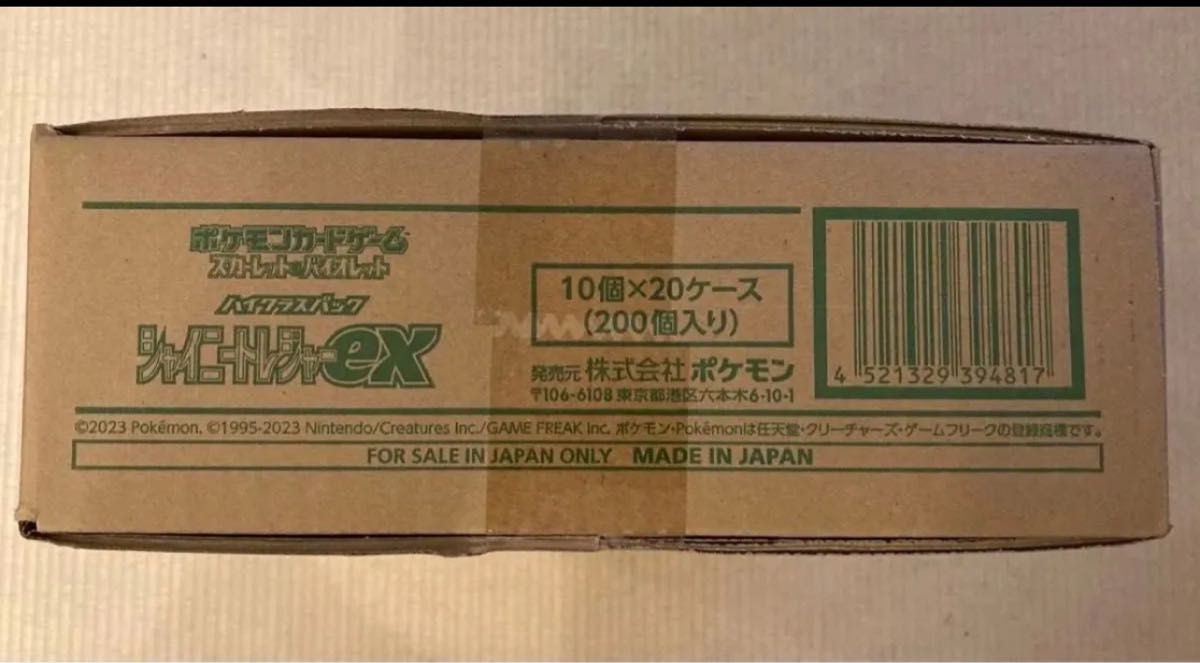 ポケモンカードゲーム
スカーレット&バイオレット
ハイクラスパック
シャイニートレジャーex
10個×20ケース
(200個入り)
発売元 株式会社 ポケモン
〒106-6108 東京都港区六本木6-10-1
4 521329 394817
©2023 Pokémon. ©1995-2023 Nintendo/Creatures Inc./GAME FREAK inc. ポケモン・Pokémonは任天堂・クリーチャーズ・ゲームフリークの登録商標です。
FOR SALE IN JAPAN ONLY MADE IN JAPAN